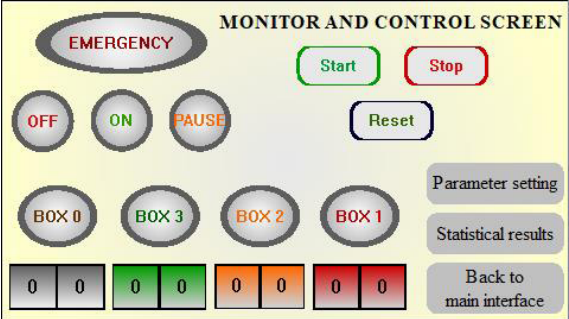 MONITOR AND CONTROL SCREEN
EMERGENCY
Start
Stop
OFF
ON
PAUSE
Reset
Parameter setting
BOX 0
BOX 3
BOX 2
BOX 1
Statistical results
0 0 0 0 0 0 0 0
Back to
main interface